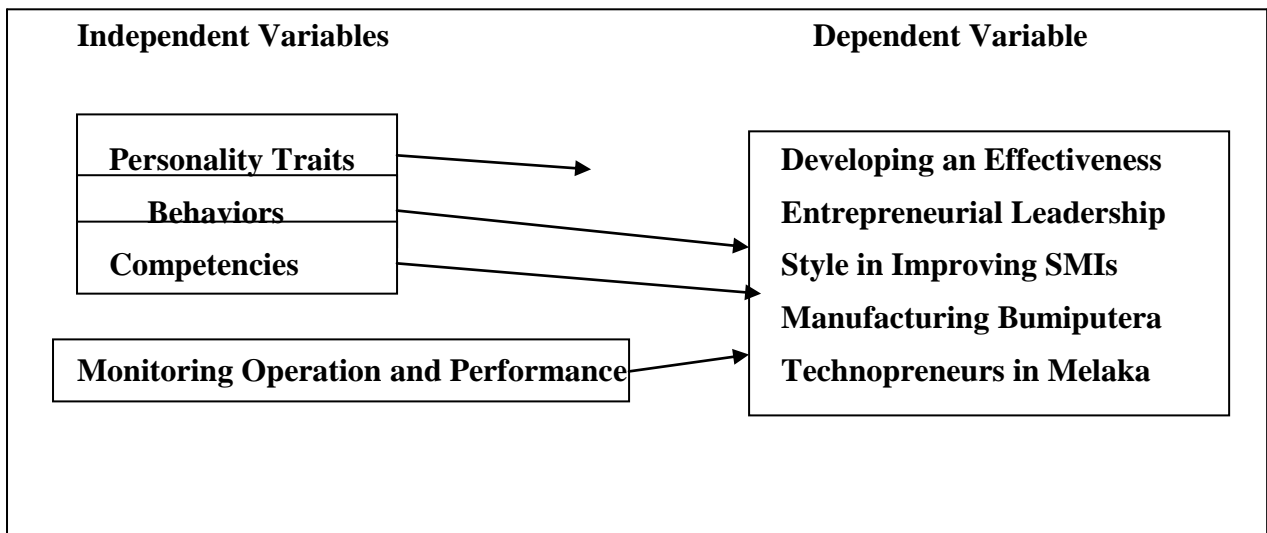 Independent Variables
Dependent Variable
Personality Traits
Behaviors
Competencies
Monitoring Operation and Performance
Developing an Effectiveness
Entrepreneurial Leadership
Style in Improving SMIs
Manufacturing Bumiputera
Technopreneurs in Melaka